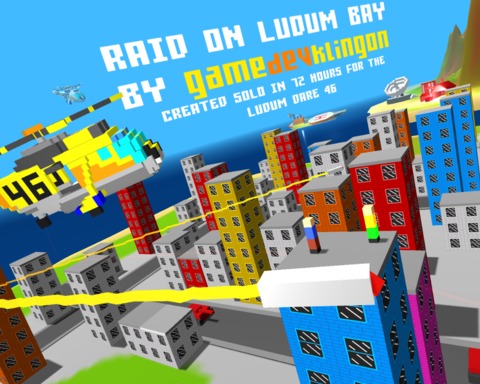 RAID ON LUDUM BAY
BY gamedevklingon
CREATED SOLO IN 72 HOURS FOR THE
LUDUM DARE 46
46